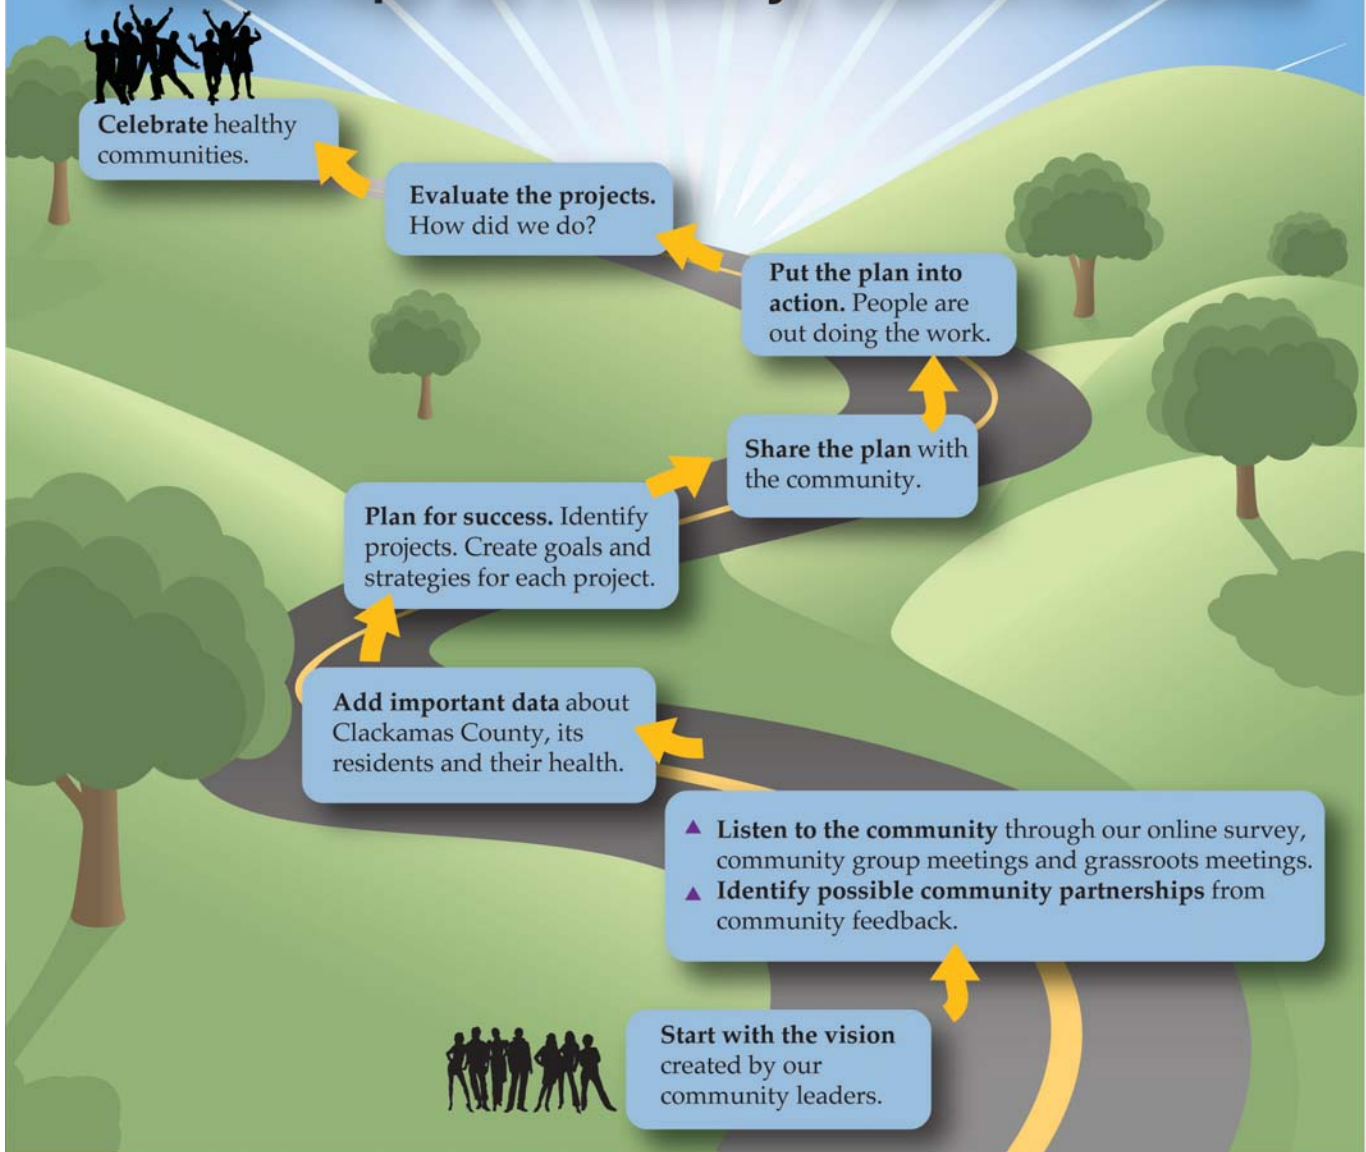 Celebrate healthy
communities.
Evaluate the projects.
How did we do?
Put the plan into
action. People are
out doing the work.
Share the plan with
the community.
Plan for success. Identify
projects. Create goals and
strategies for each project.
Add important data about
Clackamas County, its
residents and their health.
▲ Listen to the community through our online survey,
community group meetings and grassroots meetings.
▲ Identify possible community partnerships from
community feedback.
Start with the vision
created by our
community leaders.